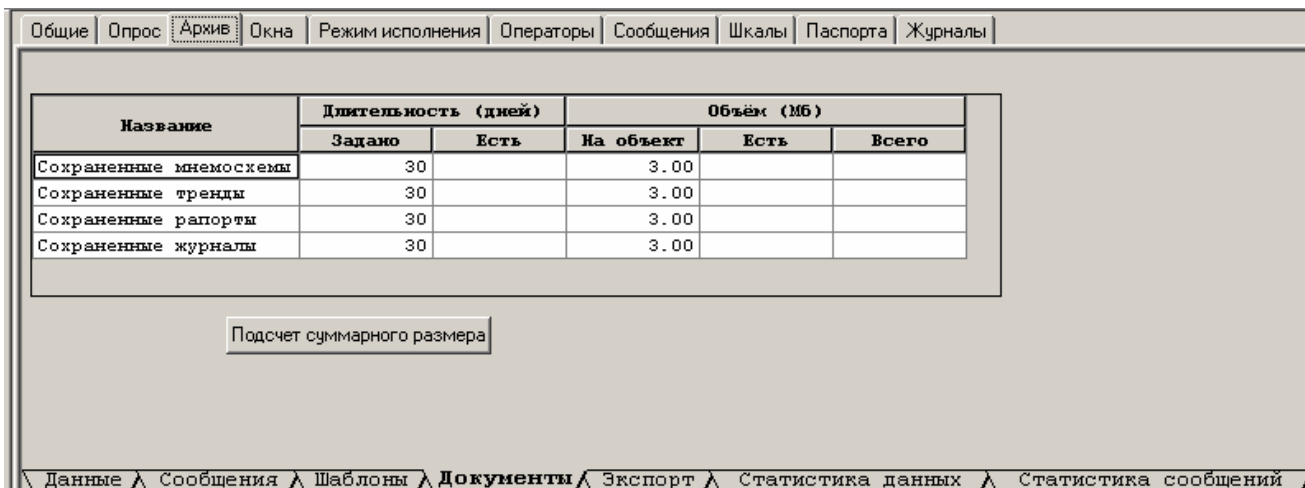 Общие Опрос Архив Окна Режим исполнения Операторы Сообщения Шкалы Паспорта Журналы
Название Длительность (дней) Объём (Мб)
Задано Есть На объект Есть Всего
Сохраненные мнемосхемы 30 3.00
Сохраненные тренды 30 3.00
Сохраненные рапорты 30 3.00
Сохраненные журналы 30 3.00
Подсчет суммарного размера
Данные Сообщения Шаблоны Документы Экспорт Статистика данных Статистика сообщений